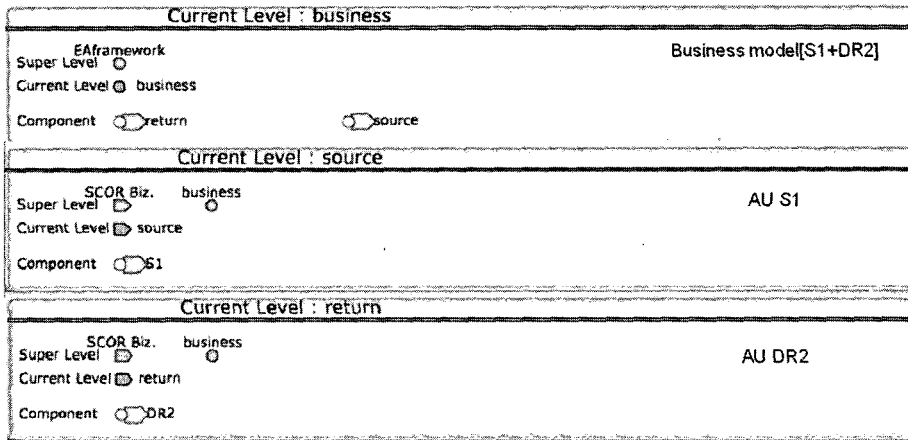 Current Level : business
EAframework
Super Level
Business model[S1+DR2]
Current Level business
Component return source
Current Level : source
SCOR Biz. business
Super Level
AU S1
Current Level source
Component S1
Current Level : return
SCOR Biz. business
Super Level
AU DR2
Current Level return
Component DR2